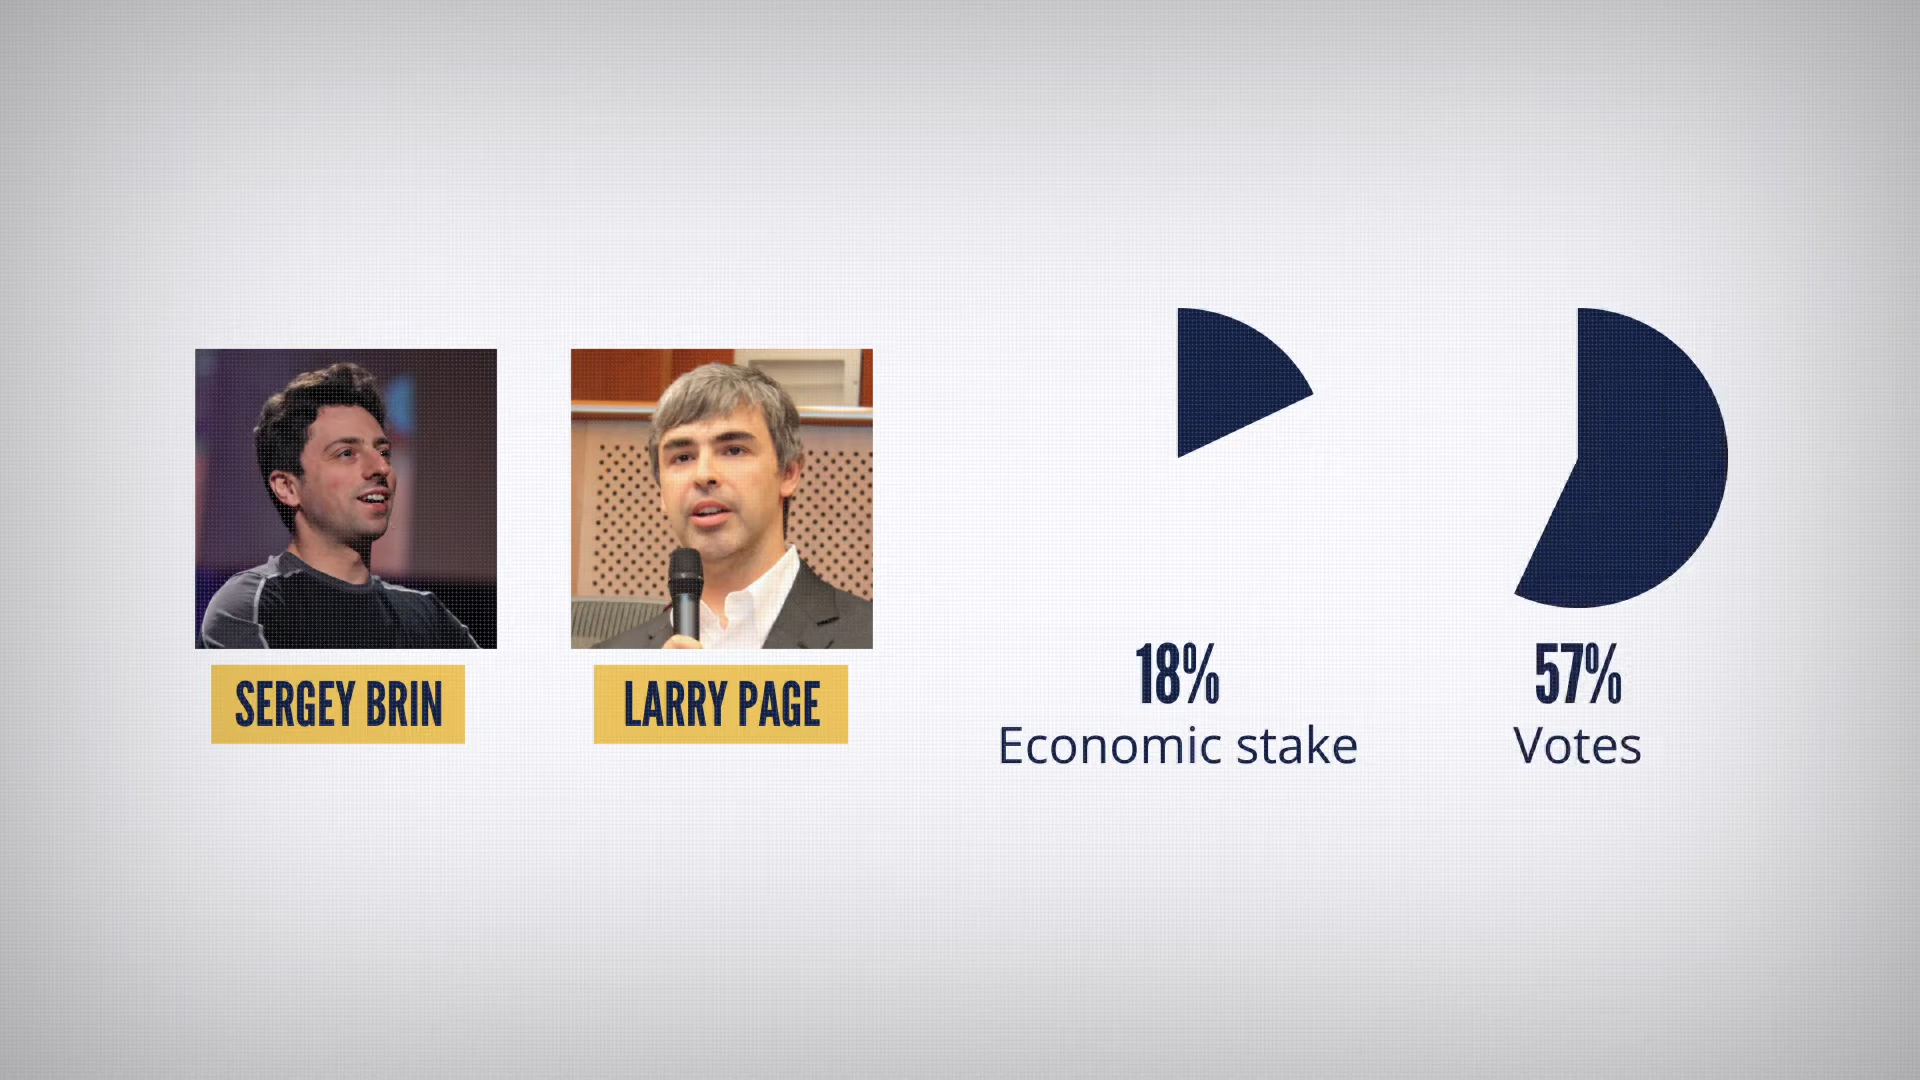 SERGEY BRIN
LARRY PAGE
18%
Economic stake
57%
Votes